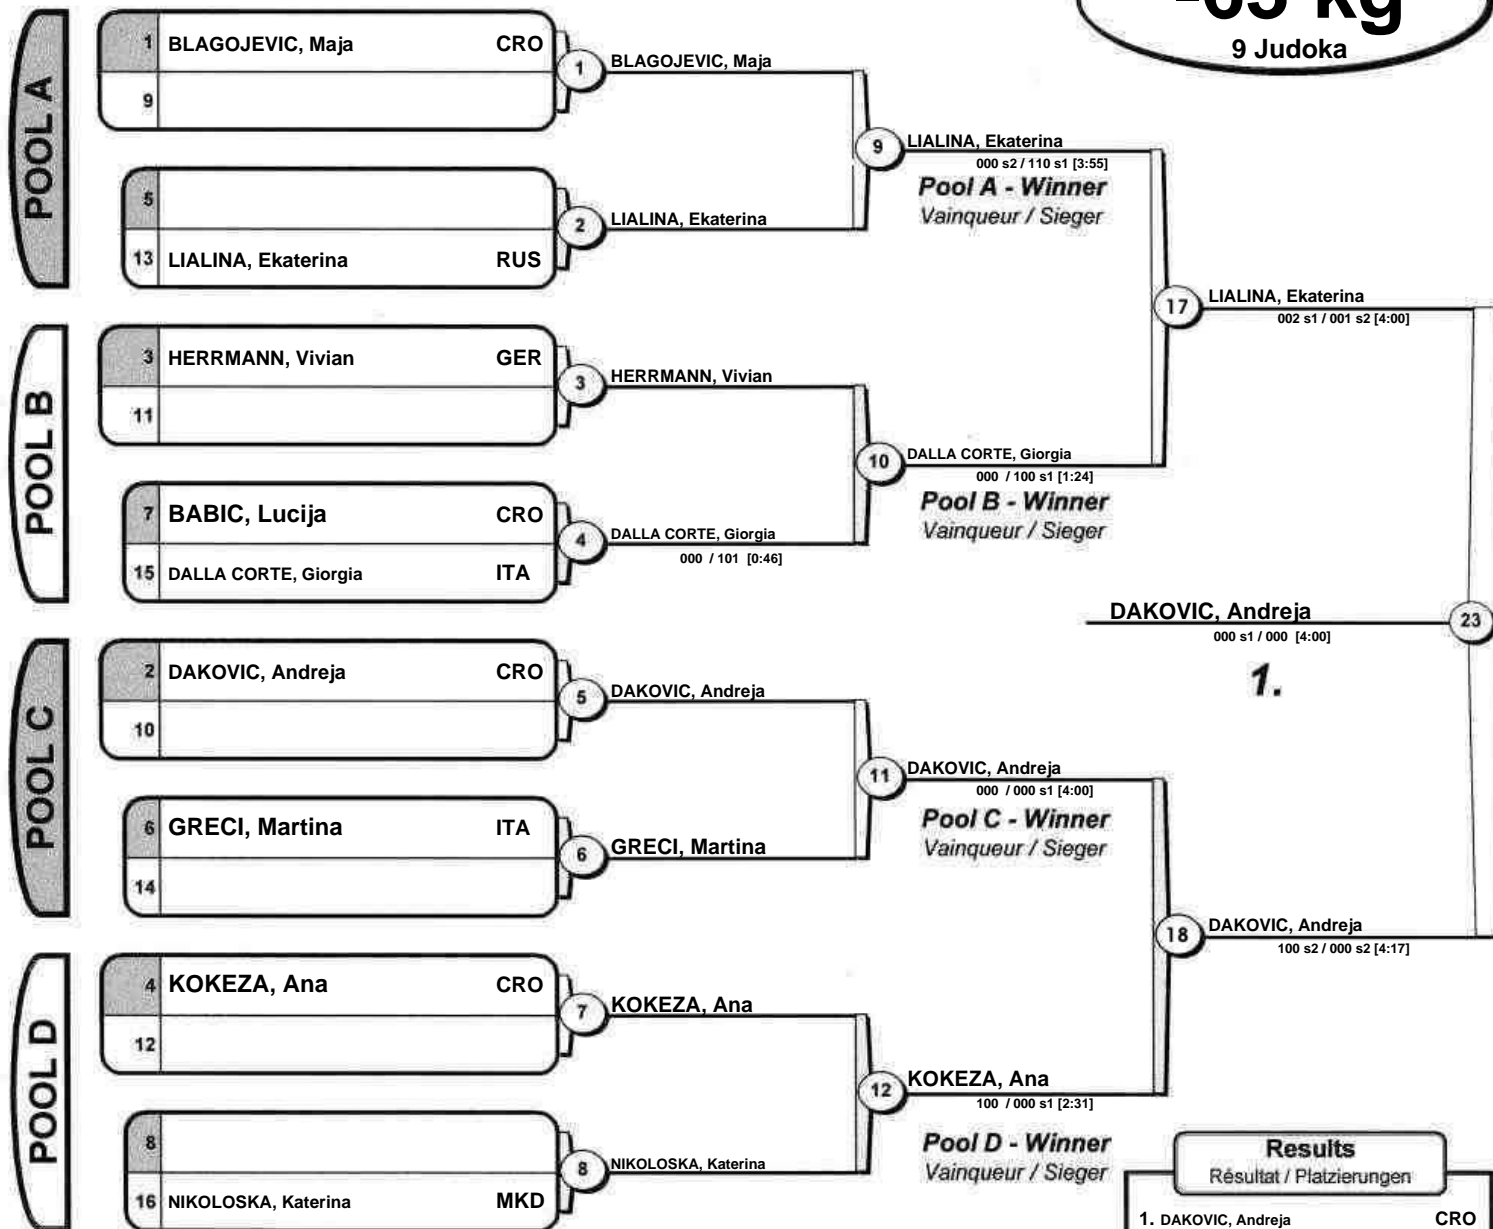 -63 kg
9 Judoka
POOL A
1 BLAGOJEVIC, Maja CRO
9
1 BLAGOJEVIC, Maja
5
13 LIALINA, Ekaterina RUS
2 LIALINA, Ekaterina
9 LIALINA, Ekaterina
000 s2 / 110 s1 [3:55]
Pool A - Winner
Vainqueur / Sieger
POOL B
3 HERRMANN, Vivian GER
11
3 HERRMANN, Vivian
7 BABIC, Lucija CRO
15 DALLA CORTE, Giorgia ITA
4 DALLA CORTE, Giorgia
000 / 101 [0:46]
10 DALLA CORTE, Giorgia
000 / 100 s1 [1:24]
Pool B - Winner
Vainqueur / Sieger
17 LIALINA, Ekaterina
002 s1 / 001 s2 [4:00]
DAKOVIC, Andreja 23
000 s1 / 000 [4:00]
1.
POOL C
2 DAKOVIC, Andreja CRO
10
5 DAKOVIC, Andreja
6 GRECI, Martina ITA
14
6 GRECI, Martina
11 DAKOVIC, Andreja
000 / 000 s1 [4:00]
Pool C - Winner
Vainqueur / Sieger
18 DAKOVIC, Andreja
100 s2 / 000 s2 [4:17]
POOL D
4 KOKEZA, Ana CRO
12
7 KOKEZA, Ana
8
16 NIKOLOSKA, Katerina MKD
8 NIKOLOSKA, Katerina
12 KOKEZA, Ana
100 / 000 s1 [2:31]
Pool D - Winner
Vainqueur / Sieger
Results
Résultat / Platzierungen
1. DAKOVIC, Andreja CRO